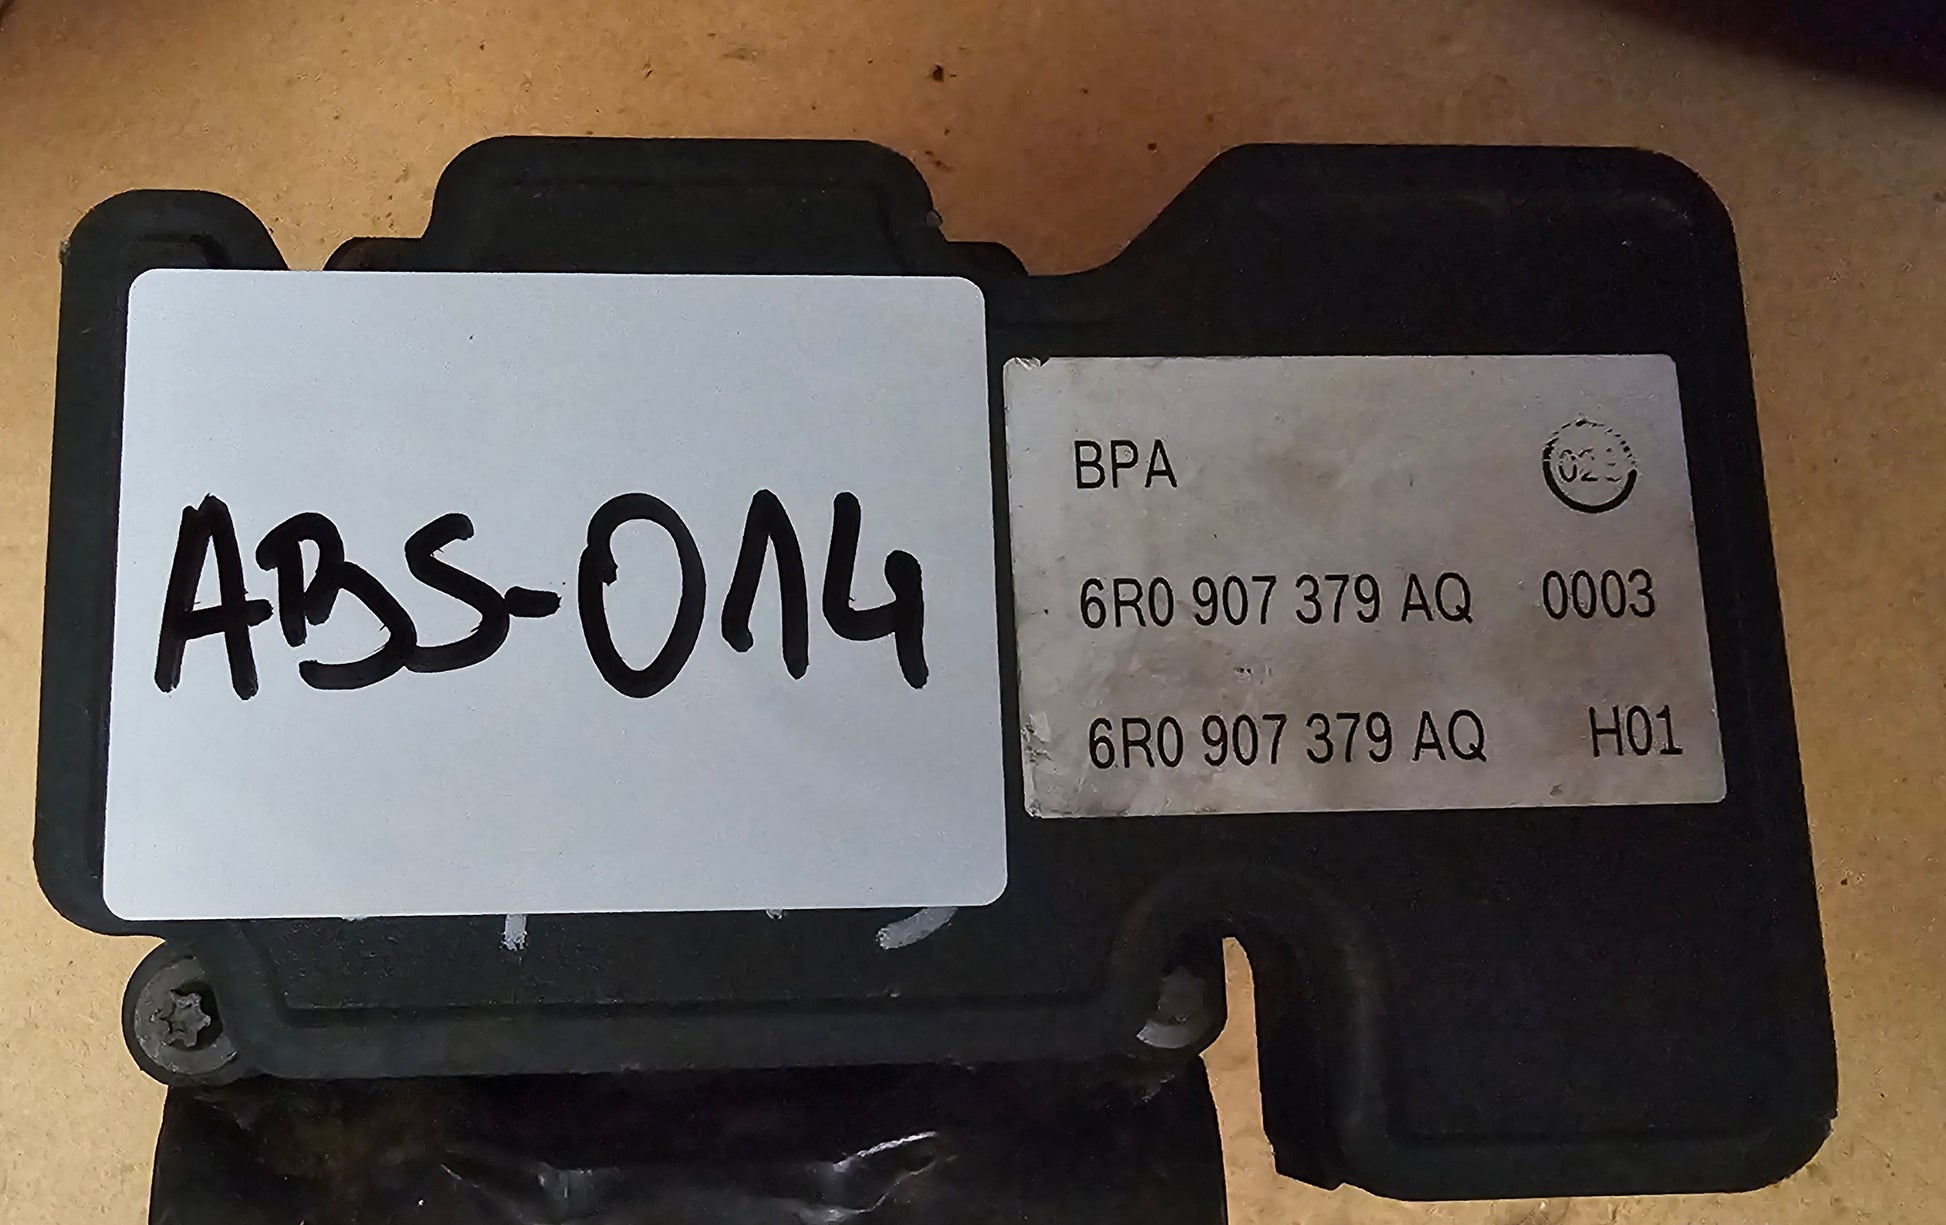 ABS-014
BPA
6R0 907 379 AQ 0003
6R0 907 379 AQ H01